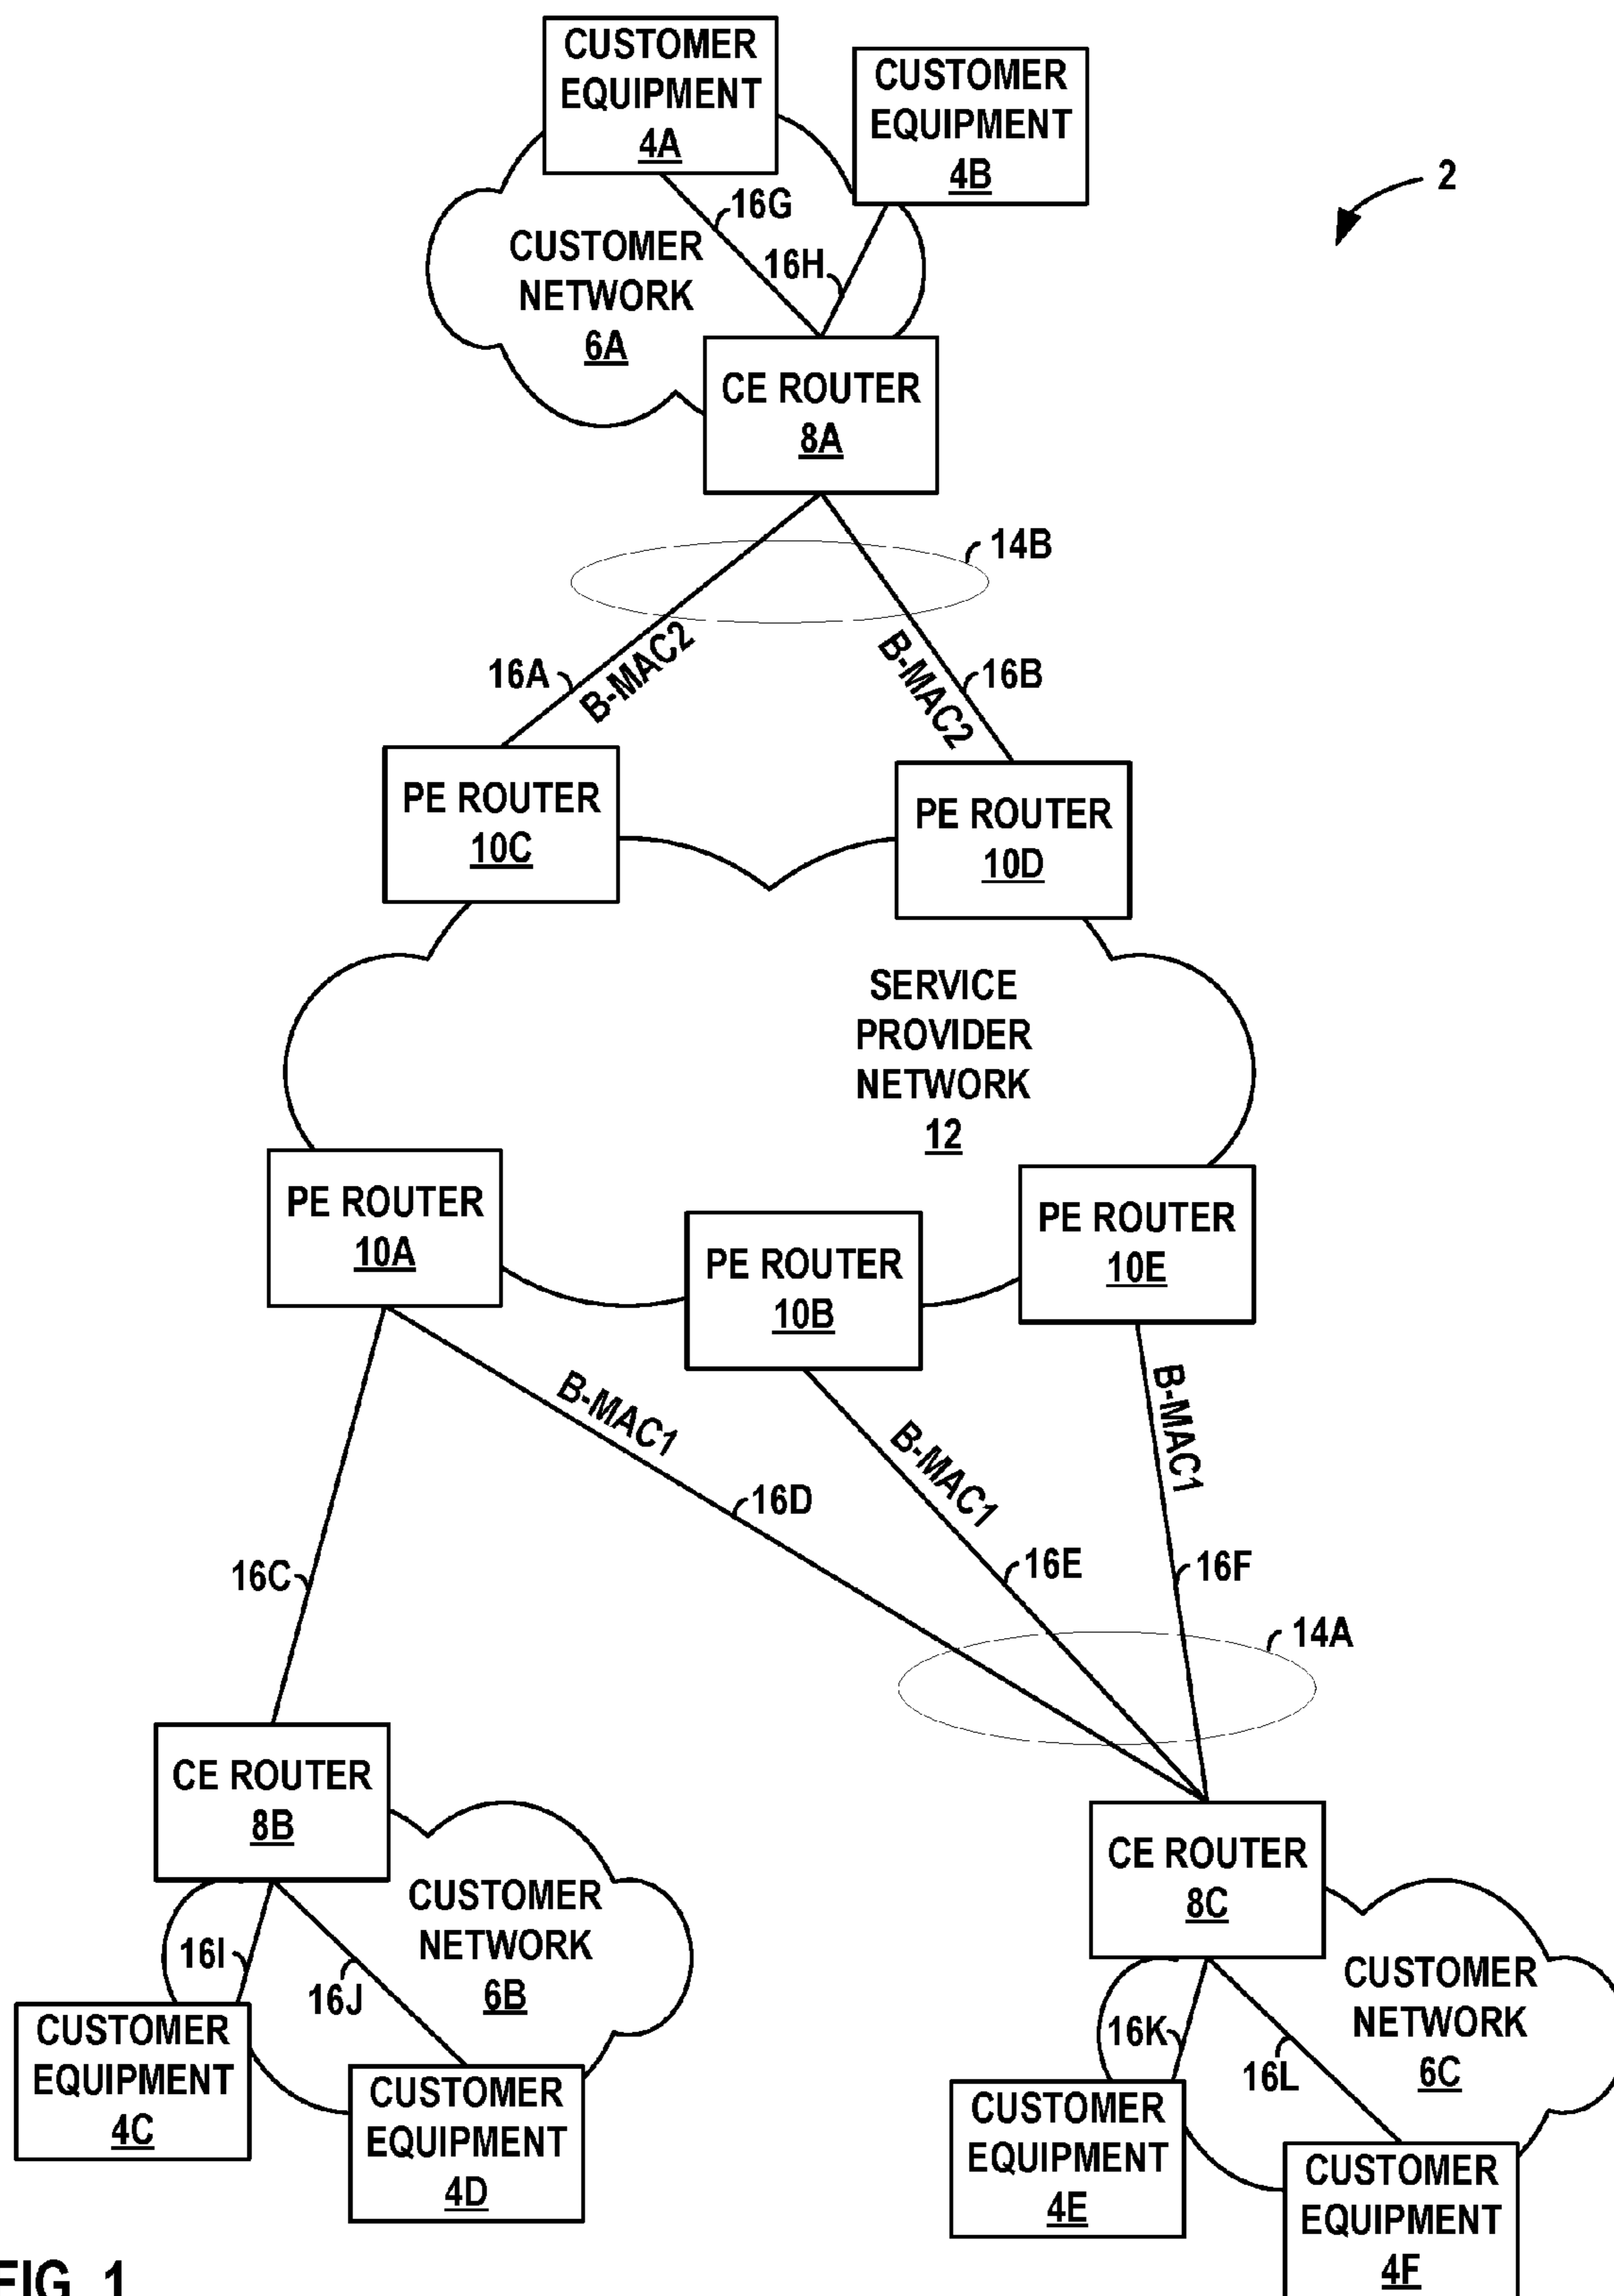 CUSTOMER
EQUIPMENT
4A
CUSTOMER
EQUIPMENT
4B
2
16G
CUSTOMER
NETWORK
6A
16H
CE ROUTER
8A
14B
16A
B-MAC2
B-MAC2
16B
PE ROUTER
10C
PE ROUTER
10D
SERVICE
PROVIDER
NETWORK
12
PE ROUTER
10A
PE ROUTER
10B
PE ROUTER
10E
B-MAC1
B-MAC1
B-MAC1
16D
16E
16F
16C
14A
CE ROUTER
8B
CE ROUTER
8C
CUSTOMER
NETWORK
6B
16I
16J
CUSTOMER
EQUIPMENT
4C
CUSTOMER
EQUIPMENT
4D
CUSTOMER
NETWORK
6C
16K
16L
CUSTOMER
EQUIPMENT
4E
CUSTOMER
EQUIPMENT
4F
FIG. 1